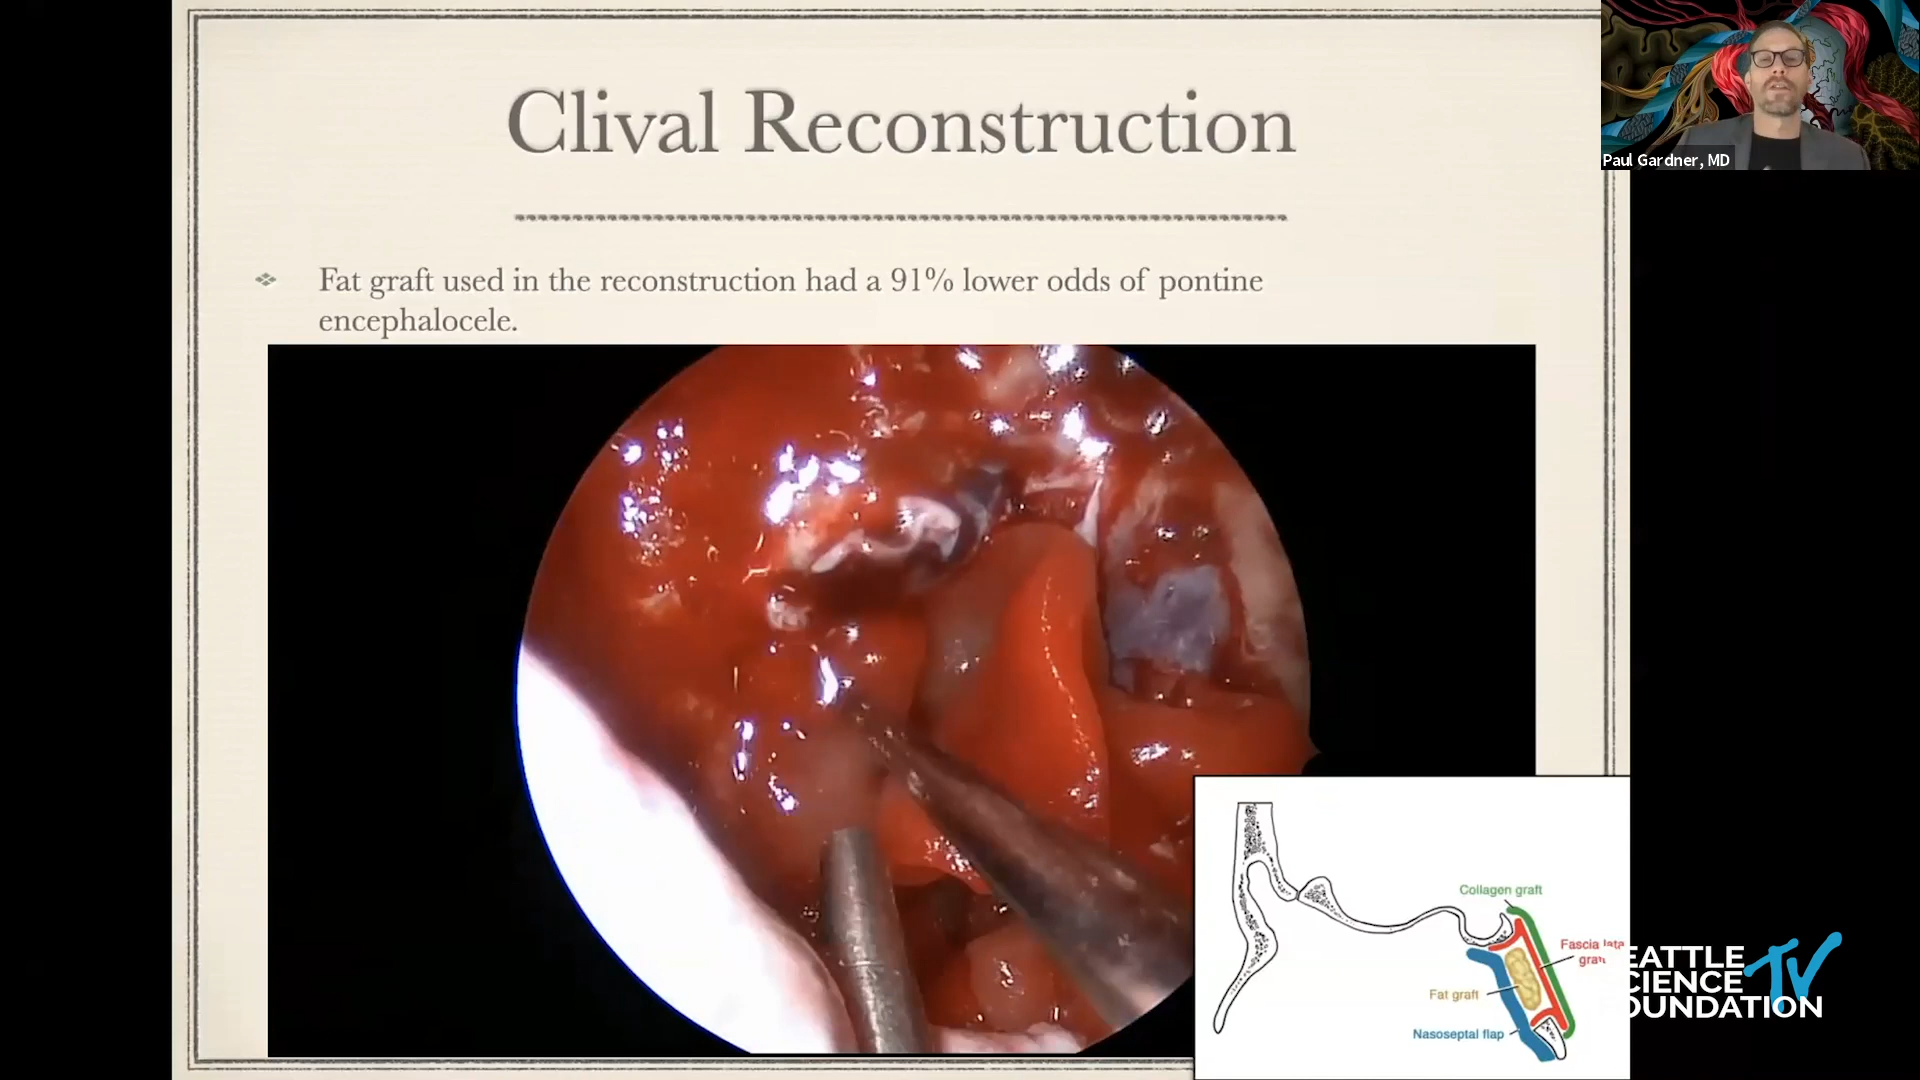 Clival Reconstruction
Paul Gardner, MD
Fat graft used in the reconstruction had a 91% lower odds of pontine
encephalocele.
Collagen graft
Fascia
Fat graft
Nasoseptal flap
EATTLE
CIENCE
OUNDATION
TV